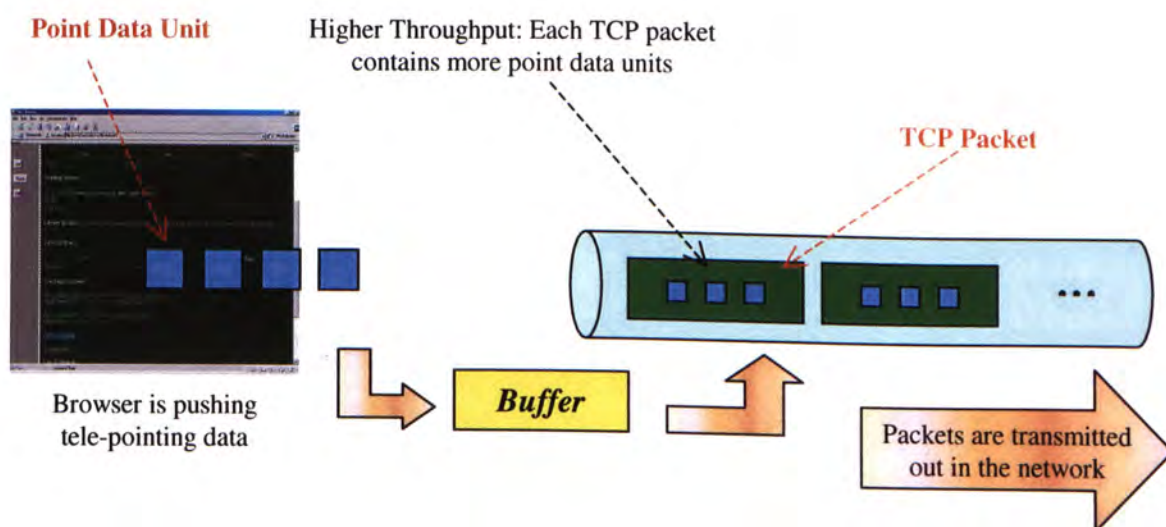 Point Data Unit
Higher Throughput: Each TCP packet
contains more point data units
TCP Packet
Buffer
Browser is pushing
tele-pointing data
Packets are transmitted
out in the network